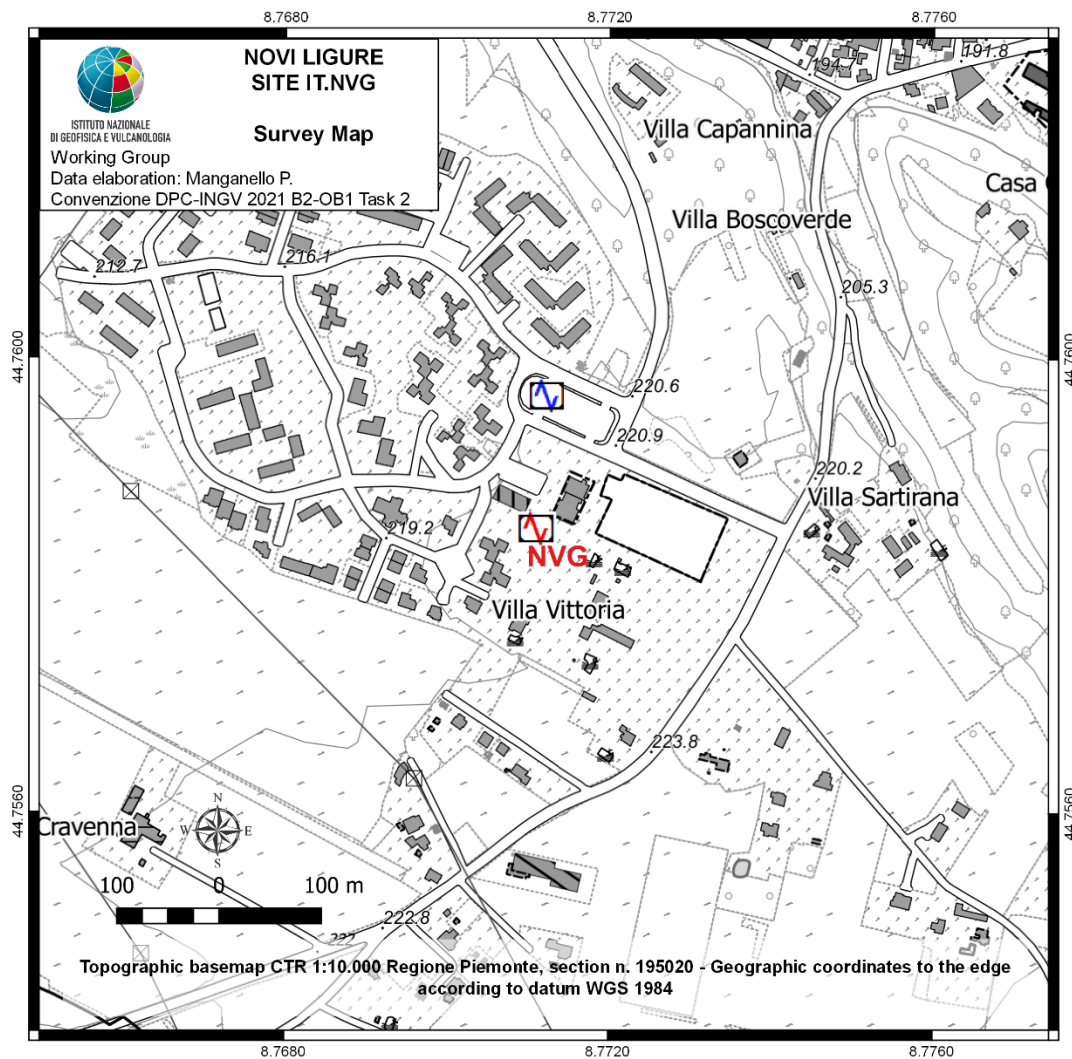 8.7680
8.7720
8.7760
NOVI LIGURE
SITE IT.NVG
Survey Map
ISTITUTO NAZIONALE
DI GEOFISICA E VULCANOLOGIA
Working Group
Data elaboration: Manganello P.
Convenzione DPC-INGV 2021 B2-OB1 Task 2
191.8
194.7
Villa Capannina
Casa
Villa Boscoverde
212.7
216.1
205.3
44.7600
44.7600
220.6
220.9
220.2
Villa Sartirana
219.2
NVG
Villa Vittoria
223.8
44.7560
44.7560
Cravenna
N
W E
S
100 0 100 m
222.8
Topographic basemap CTR 1:10.000 Regione Piemonte, section n. 195020 - Geographic coordinates to the edge
according to datum WGS 1984
8.7680
8.7720
8.7760